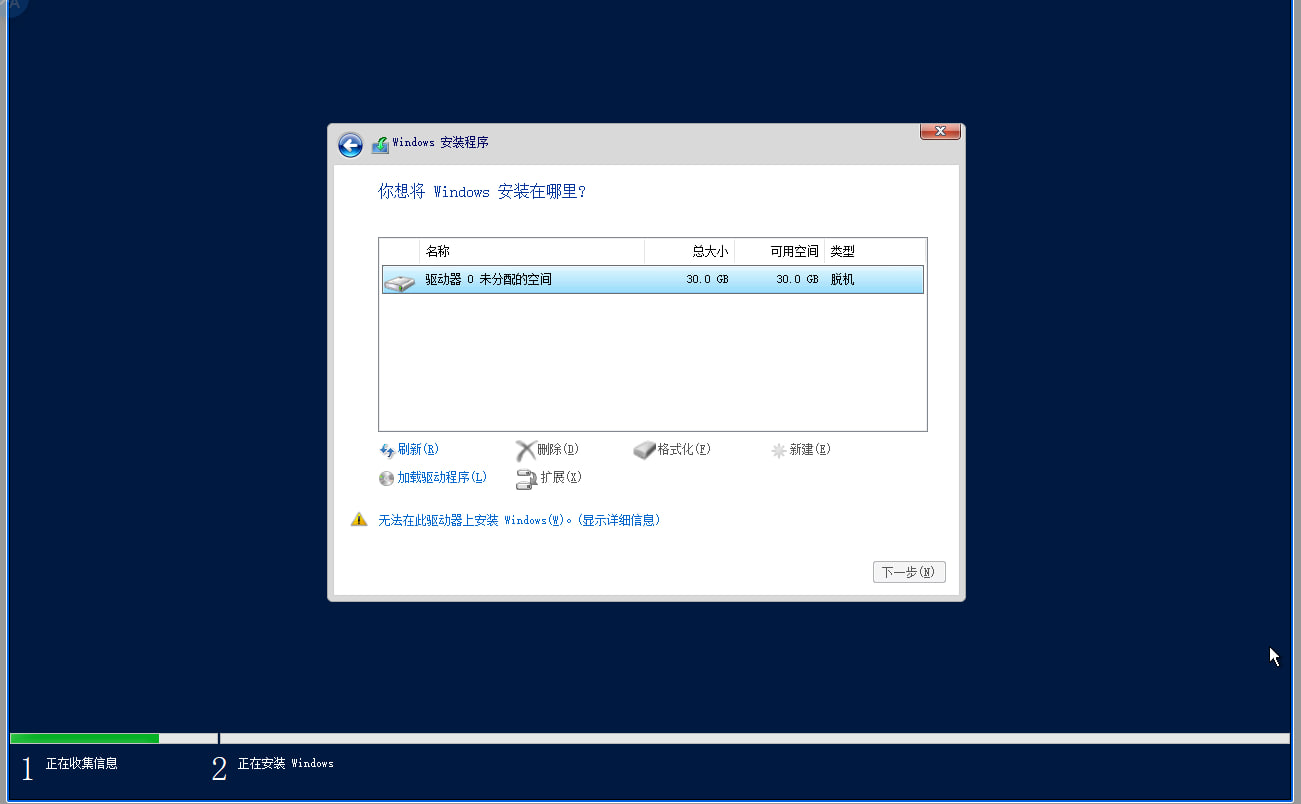 Windows 安装程序
你想将 Windows 安装在哪里?
名称 总大小 可用空间 类型
驱动器 0 未分配的空间 30.0 GB 30.0 GB 脱机
刷新(R) 删除(D) 格式化(F) 新建(E)
加载驱动程序(L) 扩展(X)
无法在此驱动器上安装 Windows(W)。(显示详细信息)
下一步(N)
1 正在收集信息 2 正在安装 Windows